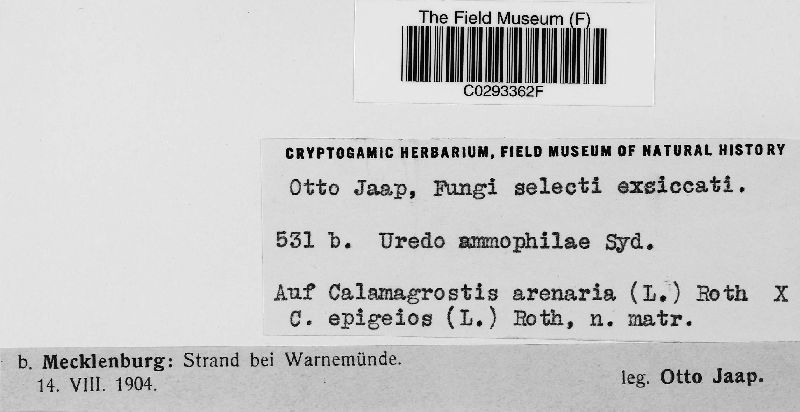 The Field Museum (F)
C0293362F
CRYPTOGAMIC HERBARIUM, FIELD MUSEUM OF NATURAL HISTORY
Otto Jaap, Fungi selecti exsiccati.
531 b. Uredo ammophilae Syd.
Auf Calamagrostis arenaria (L.) Roth X
C. epigeios (L.) Roth, n. matr.
b. Mecklenburg: Strand bei Warnemünde.
14. VIII. 1904.
leg. Otto Jaap.